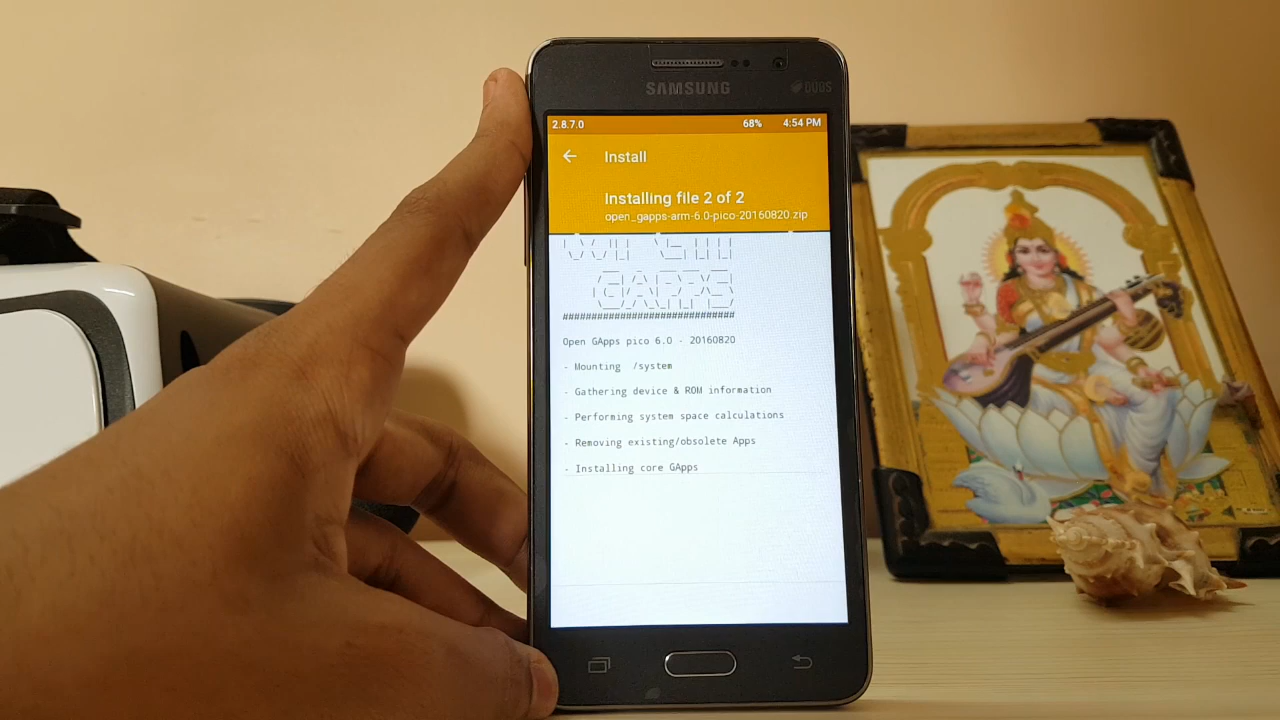 SAMSUNG
DUOS
2.8.7.0 68% 4:54 PM
Install
Installing file 2 of 2
open_gapps-arm-6.0-pico-20160820.zip
GAPPS
##############################
Open GApps pico 6.0 - 20160820
- Mounting /system
- Gathering device & ROM information
- Performing system space calculations
- Removing existing/obsolete Apps
- Installing core GApps